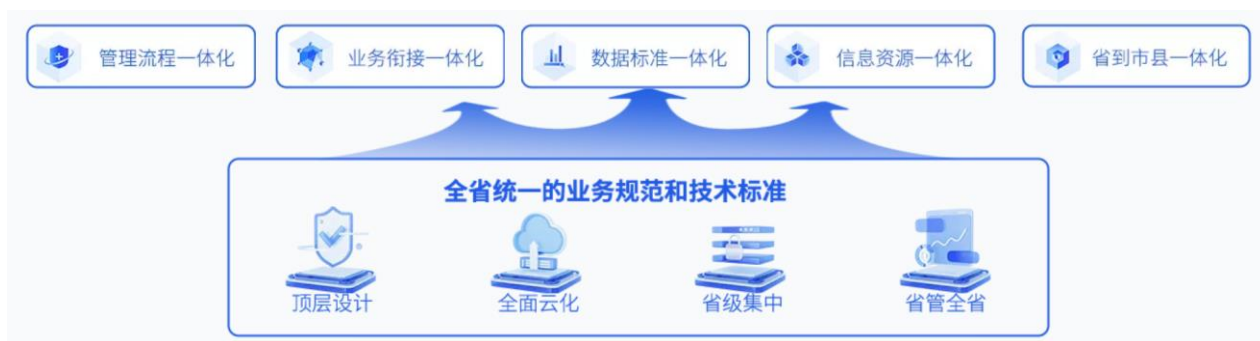 管理流程一体化
业务衔接一体化
数据标准一体化
信息资源一体化
省到市县一体化
全省统一的业务规范和技术标准
顶层设计
全面云化
省级集中
省管全省